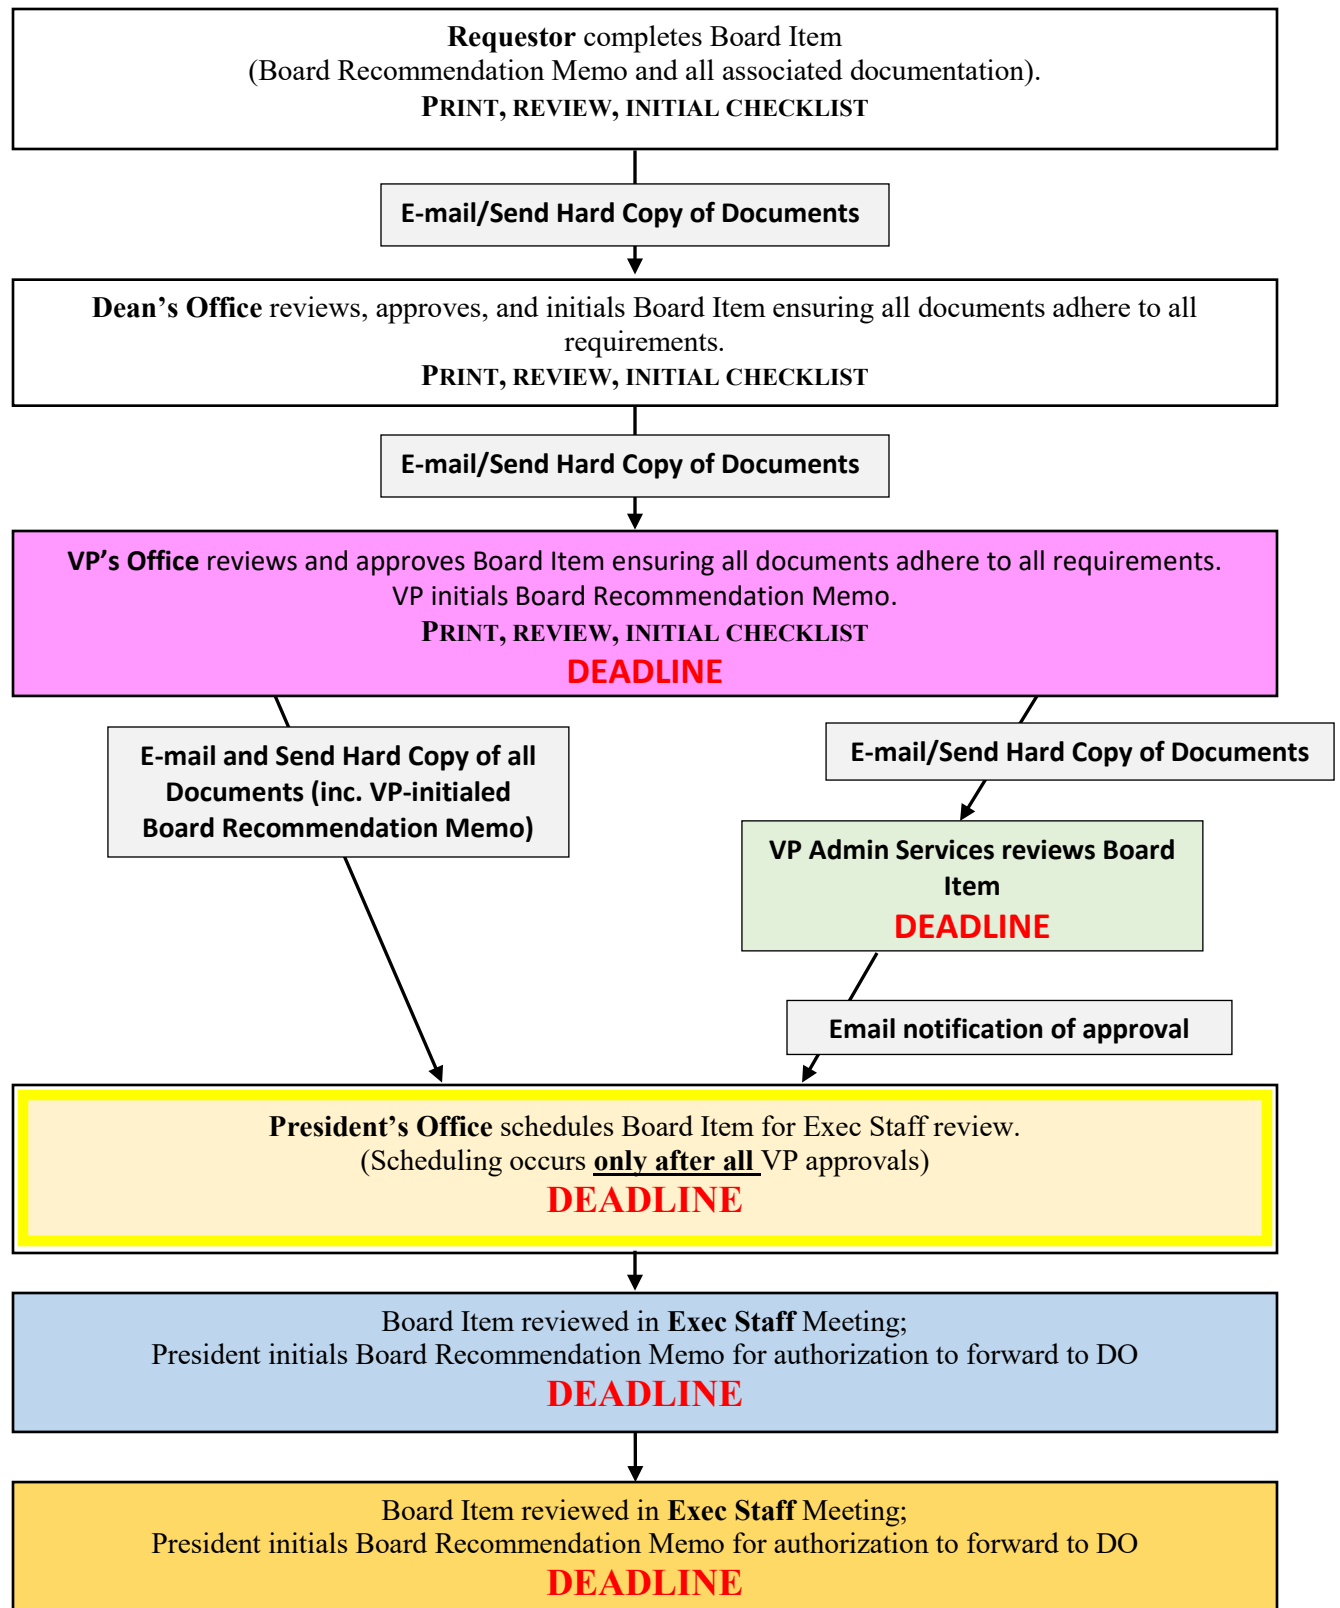 Requestor completes Board Item
(Board Recommendation Memo and all associated documentation).
PRINT, REVIEW, INITIAL CHECKLIST
E-mail/Send Hard Copy of Documents
Dean’s Office reviews, approves, and initials Board Item ensuring all documents adhere to all
requirements.
PRINT, REVIEW, INITIAL CHECKLIST
E-mail/Send Hard Copy of Documents
VP’s Office reviews and approves Board Item ensuring all documents adhere to all requirements.
VP initials Board Recommendation Memo.
PRINT, REVIEW, INITIAL CHECKLIST
DEADLINE
E-mail and Send Hard Copy of all
Documents (inc. VP-initialed
Board Recommendation Memo)
E-mail/Send Hard Copy of Documents
VP Admin Services reviews Board
Item
DEADLINE
Email notification of approval
President’s Office schedules Board Item for Exec Staff review.
(Scheduling occurs only after all VP approvals)
DEADLINE
Board Item reviewed in Exec Staff Meeting;
President initials Board Recommendation Memo for authorization to forward to DO
DEADLINE
Board Item reviewed in Exec Staff Meeting;
President initials Board Recommendation Memo for authorization to forward to DO
DEADLINE